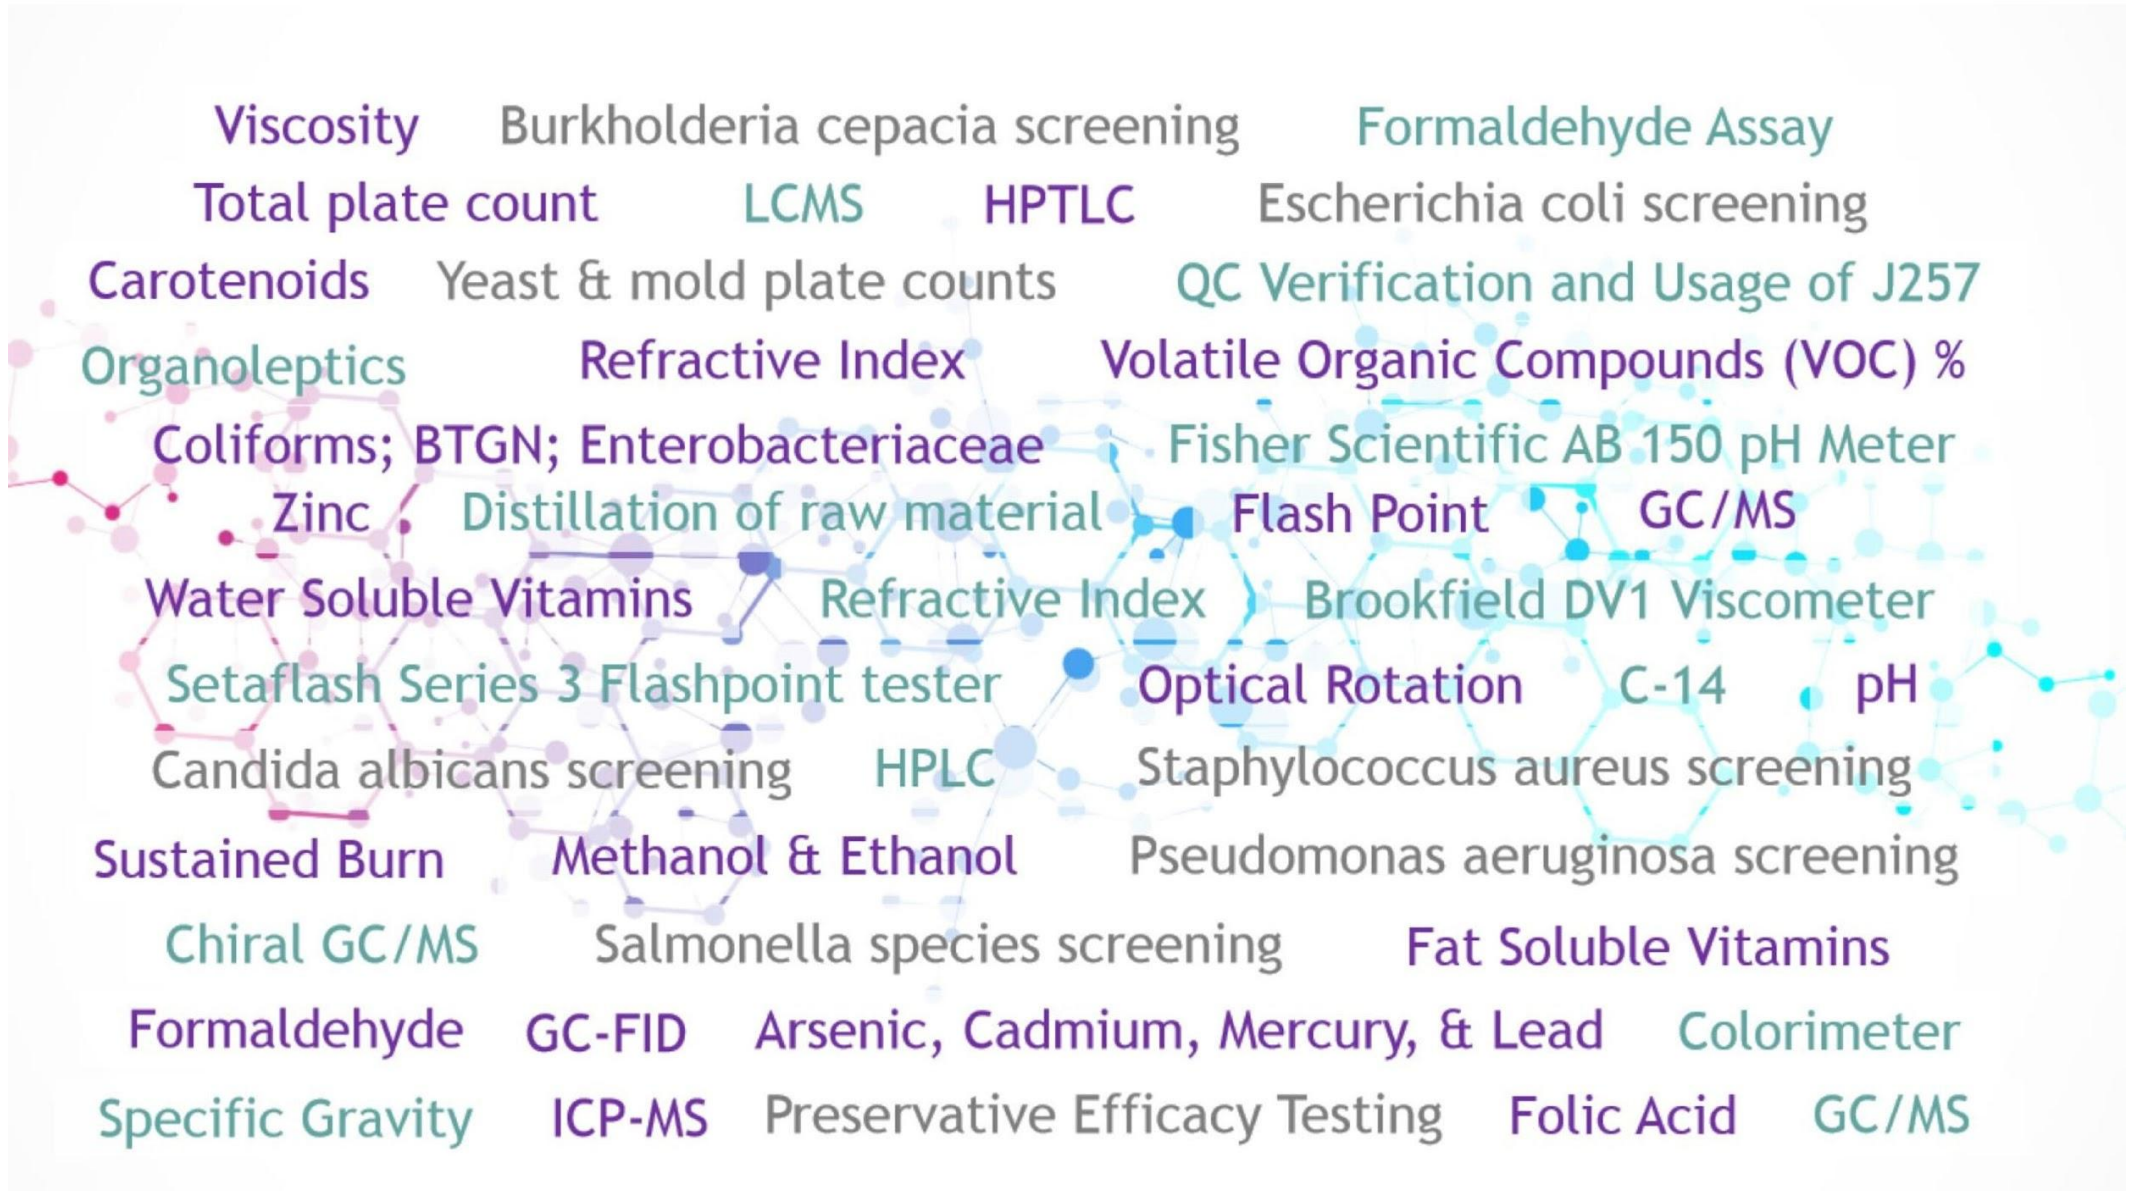 Viscosity Burkholderia cepacia screening Formaldehyde Assay
Total plate count LCMS HPTLC Escherichia coli screening
Carotenoids Yeast & mold plate counts QC Verification and Usage of J257
Organoleptics Refractive Index Volatile Organic Compounds (VOC) %
Coliforms; BTGN; Enterobacteriaceae Fisher Scientific AB 150 pH Meter
Zinc Distillation of raw material Flash Point GC/MS
Water Soluble Vitamins Refractive Index Brookfield DV1 Viscometer
Setaflash Series 3 Flashpoint tester Optical Rotation C-14 pH
Candida albicans screening HPLC Staphylococcus aureus screening
Sustained Burn Methanol & Ethanol Pseudomonas aeruginosa screening
Chiral GC/MS Salmonella species screening Fat Soluble Vitamins
Formaldehyde GC-FID Arsenic, Cadmium, Mercury, & Lead Colorimeter
Specific Gravity ICP-MS Preservative Efficacy Testing Folic Acid GC/MS